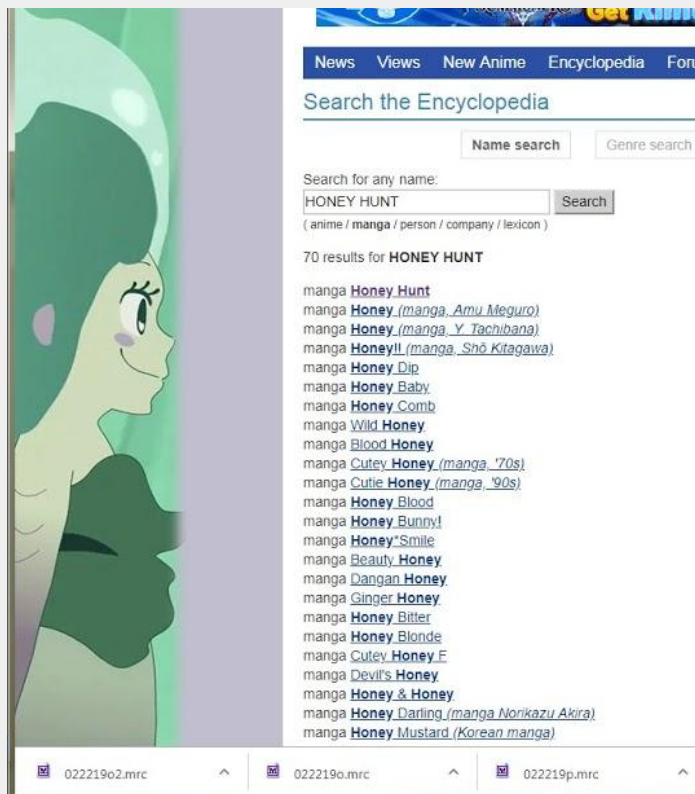 Get
News Views New Anime Encyclopedia
Search the Encyclopedia
Name search Genre search
Search for any name:
HONEY HUNT Search
( anime / manga / person / company / lexicon )
70 results for HONEY HUNT
manga Honey Hunt
manga Honey (manga, Amu Meguro)
manga Honey (manga, Y. Tachibana)
manga Honey!! (manga, Shô Kitagawa)
manga Honey Dip
manga Honey Baby
manga Honey Comb
manga Wild Honey
manga Blood Honey
manga Cutey Honey (manga, '70s)
manga Cutie Honey (manga, '90s)
manga Honey Blood
manga Honey Bunny!
manga Honey*Smile
manga Beauty Honey
manga Dangan Honey
manga Ginger Honey
manga Honey Bitter
manga Honey Blonde
manga Cutey Honey F
manga Devil's Honey
manga Honey & Honey
manga Honey Darling (manga Norikazu Akira)
manga Honey Mustard (Korean manga)
022219o2.mrc 022219o.mrc 022219p.mrc